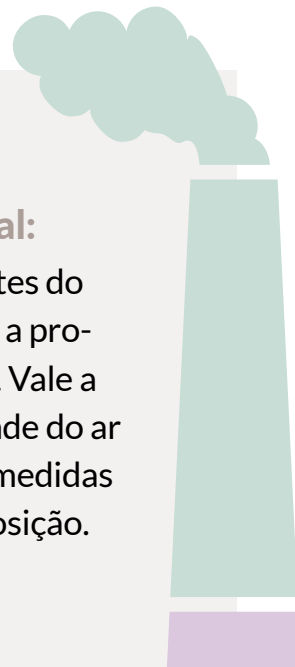 al:
tes do
a pro-
. Vale a
de do ar
medidas
osição.